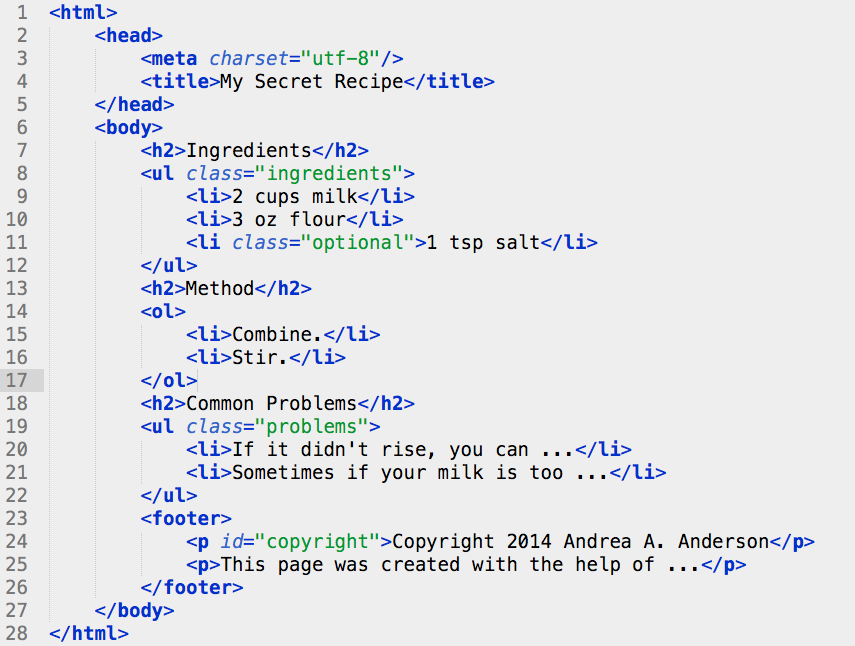 1 <html>
2     <head>
3         <meta charset="utf-8"/>
4         <title>My Secret Recipe</title>
5     </head>
6     <body>
7         <h2>Ingredients</h2>
8         <ul class="ingredients">
9             <li>2 cups milk</li>
10             <li>3 oz flour</li>
11             <li class="optional">1 tsp salt</li>
12         </ul>
13         <h2>Method</h2>
14         <ol>
15             <li>Combine.</li>
16             <li>Stir.</li>
17         </ol>
18         <h2>Common Problems</h2>
19         <ul class="problems">
20             <li>If it didn't rise, you can ...</li>
21             <li>Sometimes if your milk is too ...</li>
22         </ul>
23         <footer>
24             <p id="copyright">Copyright 2014 Andrea A. Anderson</p>
25             <p>This page was created with the help of ...</p>
26         </footer>
27     </body>
28 </html>